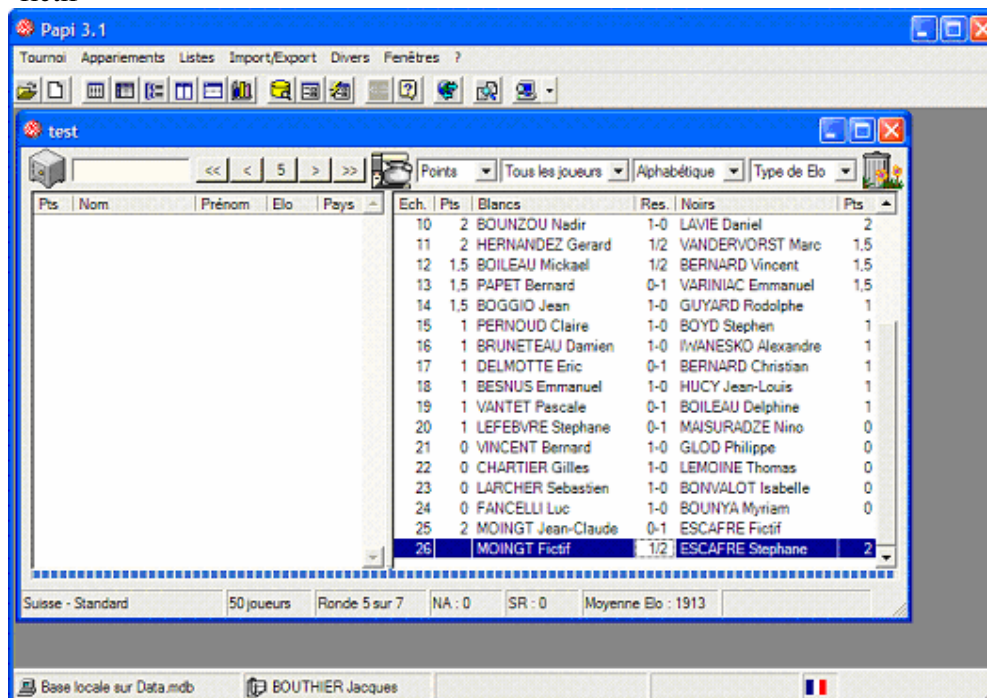 fictif
Papi 3.1
Tournoi Appariements Listes Import/Export Divers Fenêtres ?
test
<< < 5 > >> Points Tous les joueurs Alphabétique Type de Elo
Pts Nom Prénom Elo Pays Ech. Pts Blancs Res. Noirs Pts
10 2 BOUNZOU Nadir 1-0 LAVIE Daniel 2
11 2 HERNANDEZ Gerard 1/2 VANDERVORST Marc 1,5
12 1,5 BOILEAU Mickael 1/2 BERNARD Vincent 1,5
13 1,5 PAPET Bernard 0-1 VARINIAC Emmanuel 1,5
14 1,5 BOGGIO Jean 1-0 GUYARD Rodolphe 1
15 1 PERNOUD Claire 1-0 BOYD Stephen 1
16 1 BRUNETEAU Damien 1-0 IWANESKO Alexandre 1
17 1 DELMOTTE Eric 0-1 BERNARD Christian 1
18 1 BESNUS Emmanuel 1-0 HUCY Jean-Louis 1
19 1 VANTET Pascale 0-1 BOILEAU Delphine 1
20 1 LEFEBVRE Stephane 0-1 MAISURADZE Nino 0
21 0 VINCENT Bernard 1-0 GLOD Philippe 0
22 0 CHARTIER Gilles 1-0 LEMOINE Thomas 0
23 0 LARCHER Sebastien 1-0 BONVALOT Isabelle 0
24 0 FANCELLI Luc 1-0 BOUNYA Myriam 0
25 2 MOINGT Jean-Claude 0-1 ESCAFRE Fictif
26 MOINGT Fictif 1/2 ESCAFRE Stephane 2
Suisse - Standard 50 joueurs Ronde 5 sur 7 NA : 0 SR : 0 Moyenne Elo : 1913
Base locale sur Data.mdb BOUTHIER Jacques